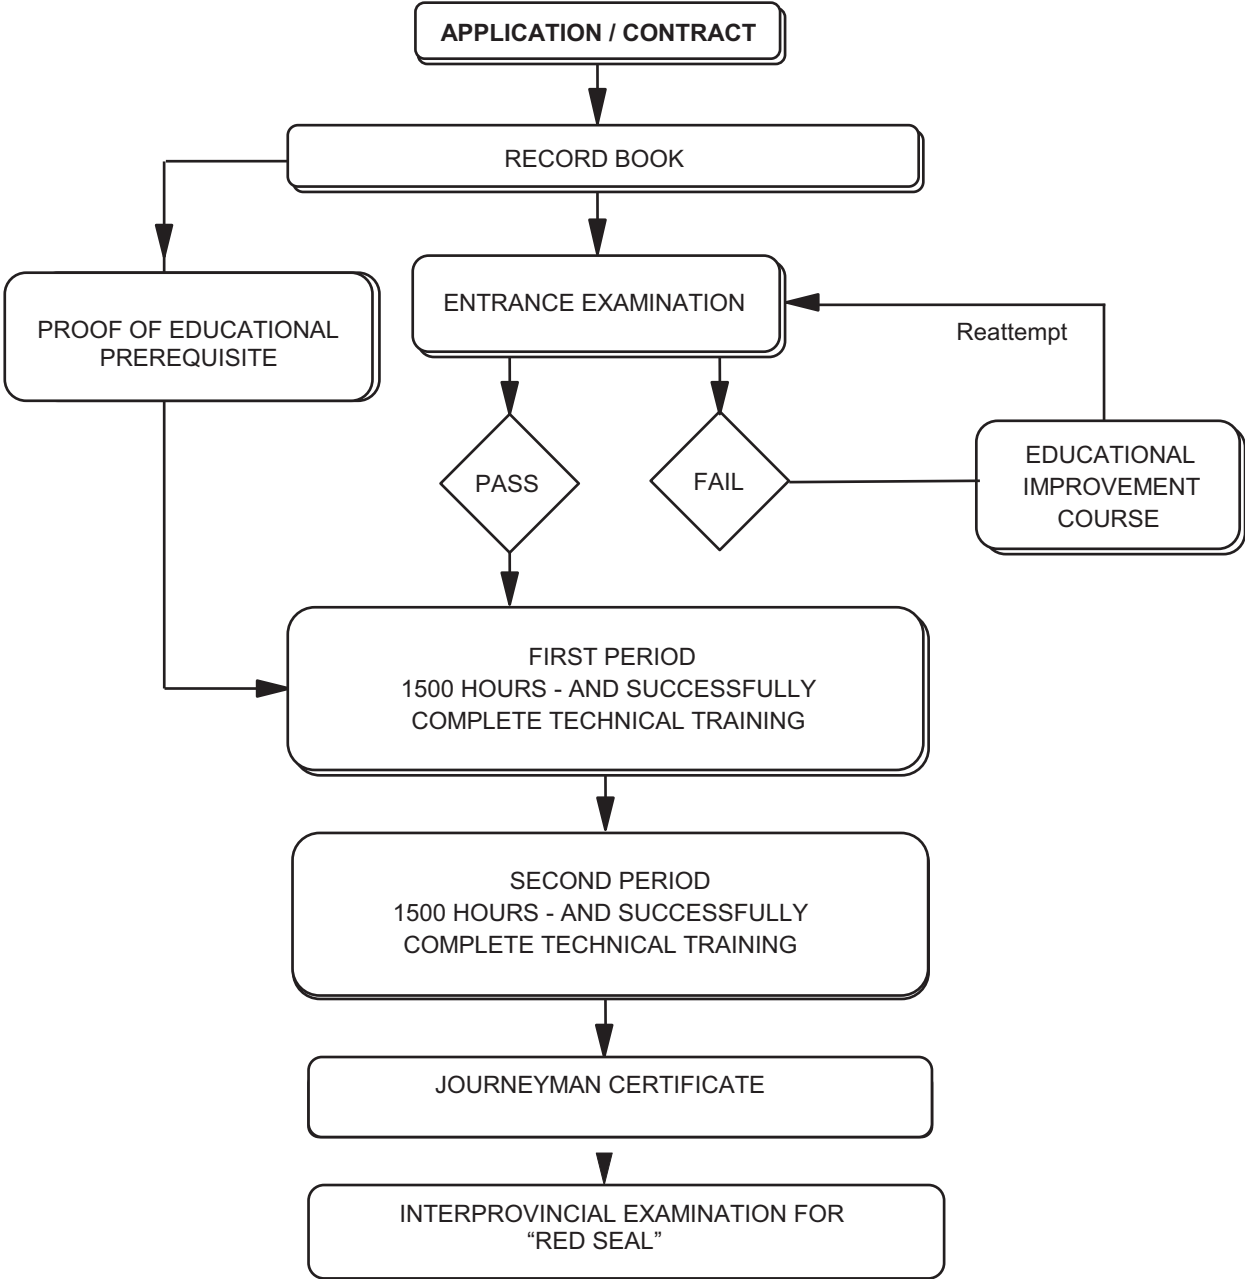 APPLICATION / CONTRACT
RECORD BOOK
PROOF OF EDUCATIONAL
PREREQUISITE
ENTRANCE EXAMINATION
Reattempt
PASS
FAIL
EDUCATIONAL
IMPROVEMENT
COURSE
FIRST PERIOD
1500 HOURS - AND SUCCESSFULLY
COMPLETE TECHNICAL TRAINING
SECOND PERIOD
1500 HOURS - AND SUCCESSFULLY
COMPLETE TECHNICAL TRAINING
JOURNEYMAN CERTIFICATE
INTERPROVINCIAL EXAMINATION FOR
“RED SEAL”